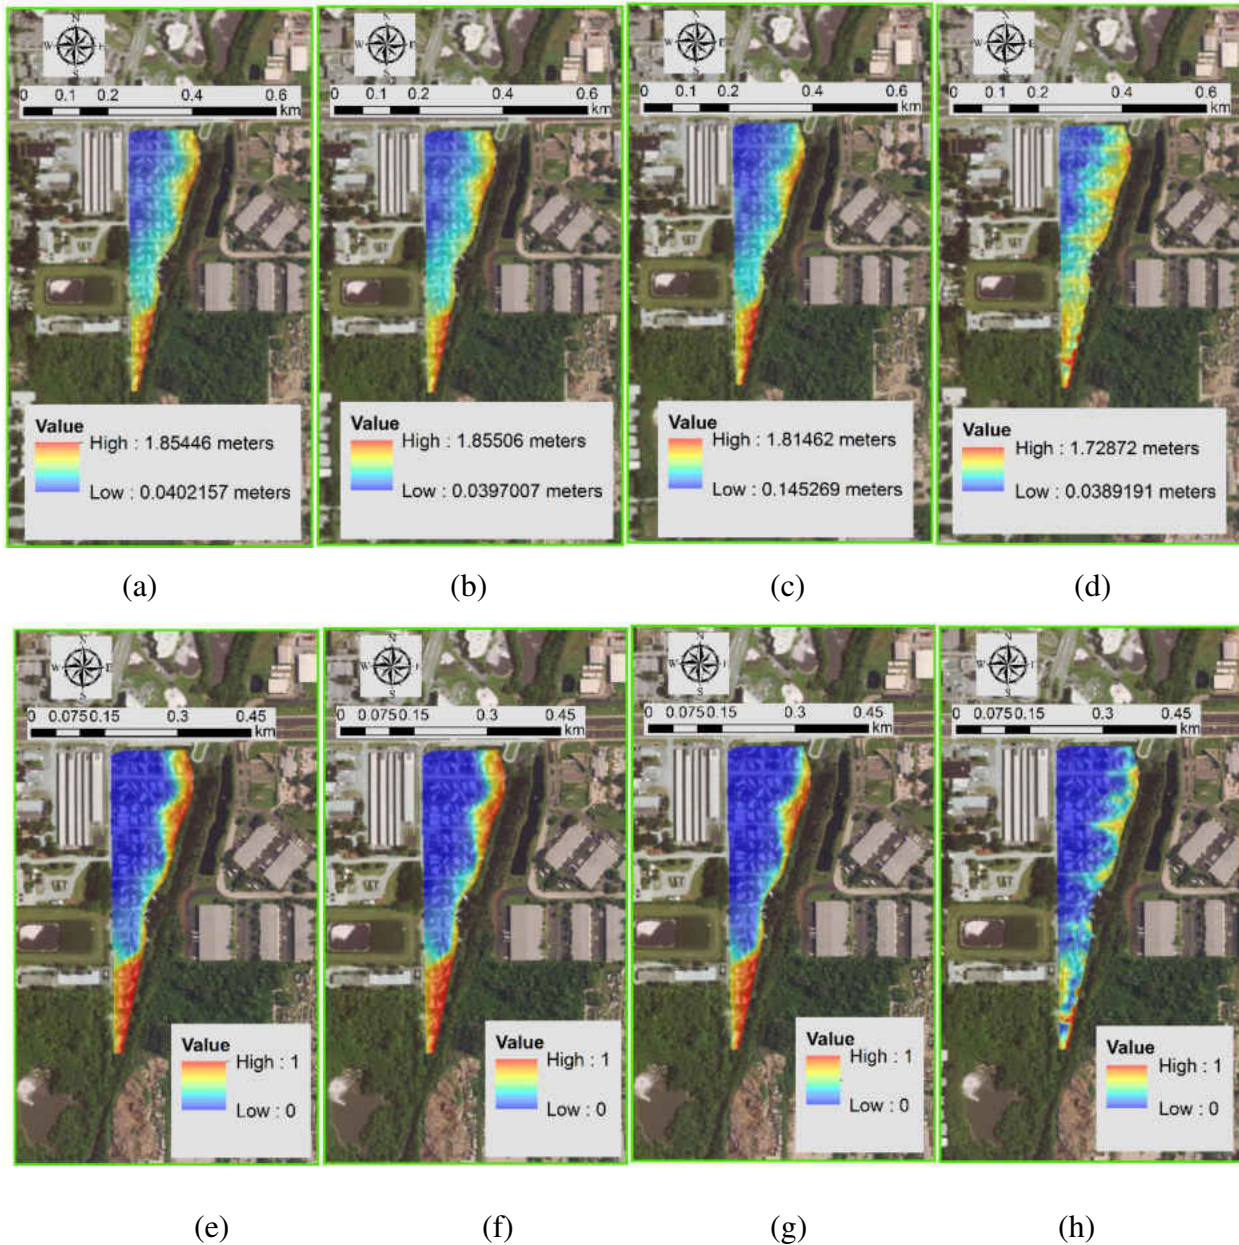 N N N N
W E W E W E W E
S S S S
0 0.1 0.2 0.4 0.6 0 0.1 0.2 0.4 0.6 0 0.1 0.2 0.4 0.6 0 0.1 0.2 0.4 0.6
km km km km
Value Value Value Value
High : 1.85446 meters High : 1.85506 meters High : 1.81462 meters High : 1.72872 meters
Low : 0.0402157 meters Low : 0.0397007 meters Low : 0.145269 meters Low : 0.0389191 meters
(a) (b) (c) (d)
N N N N
W E W E W E W E
S S S S
0 0.075 0.15 0.3 0.45 0 0.075 0.15 0.3 0.45 0 0.075 0.15 0.3 0.45 0 0.075 0.15 0.3 0.45
km km km km
Value Value Value Value
High : 1 High : 1 High : 1 High : 1
Low : 0 Low : 0 Low : 0 Low : 0
(e) (f) (g) (h)